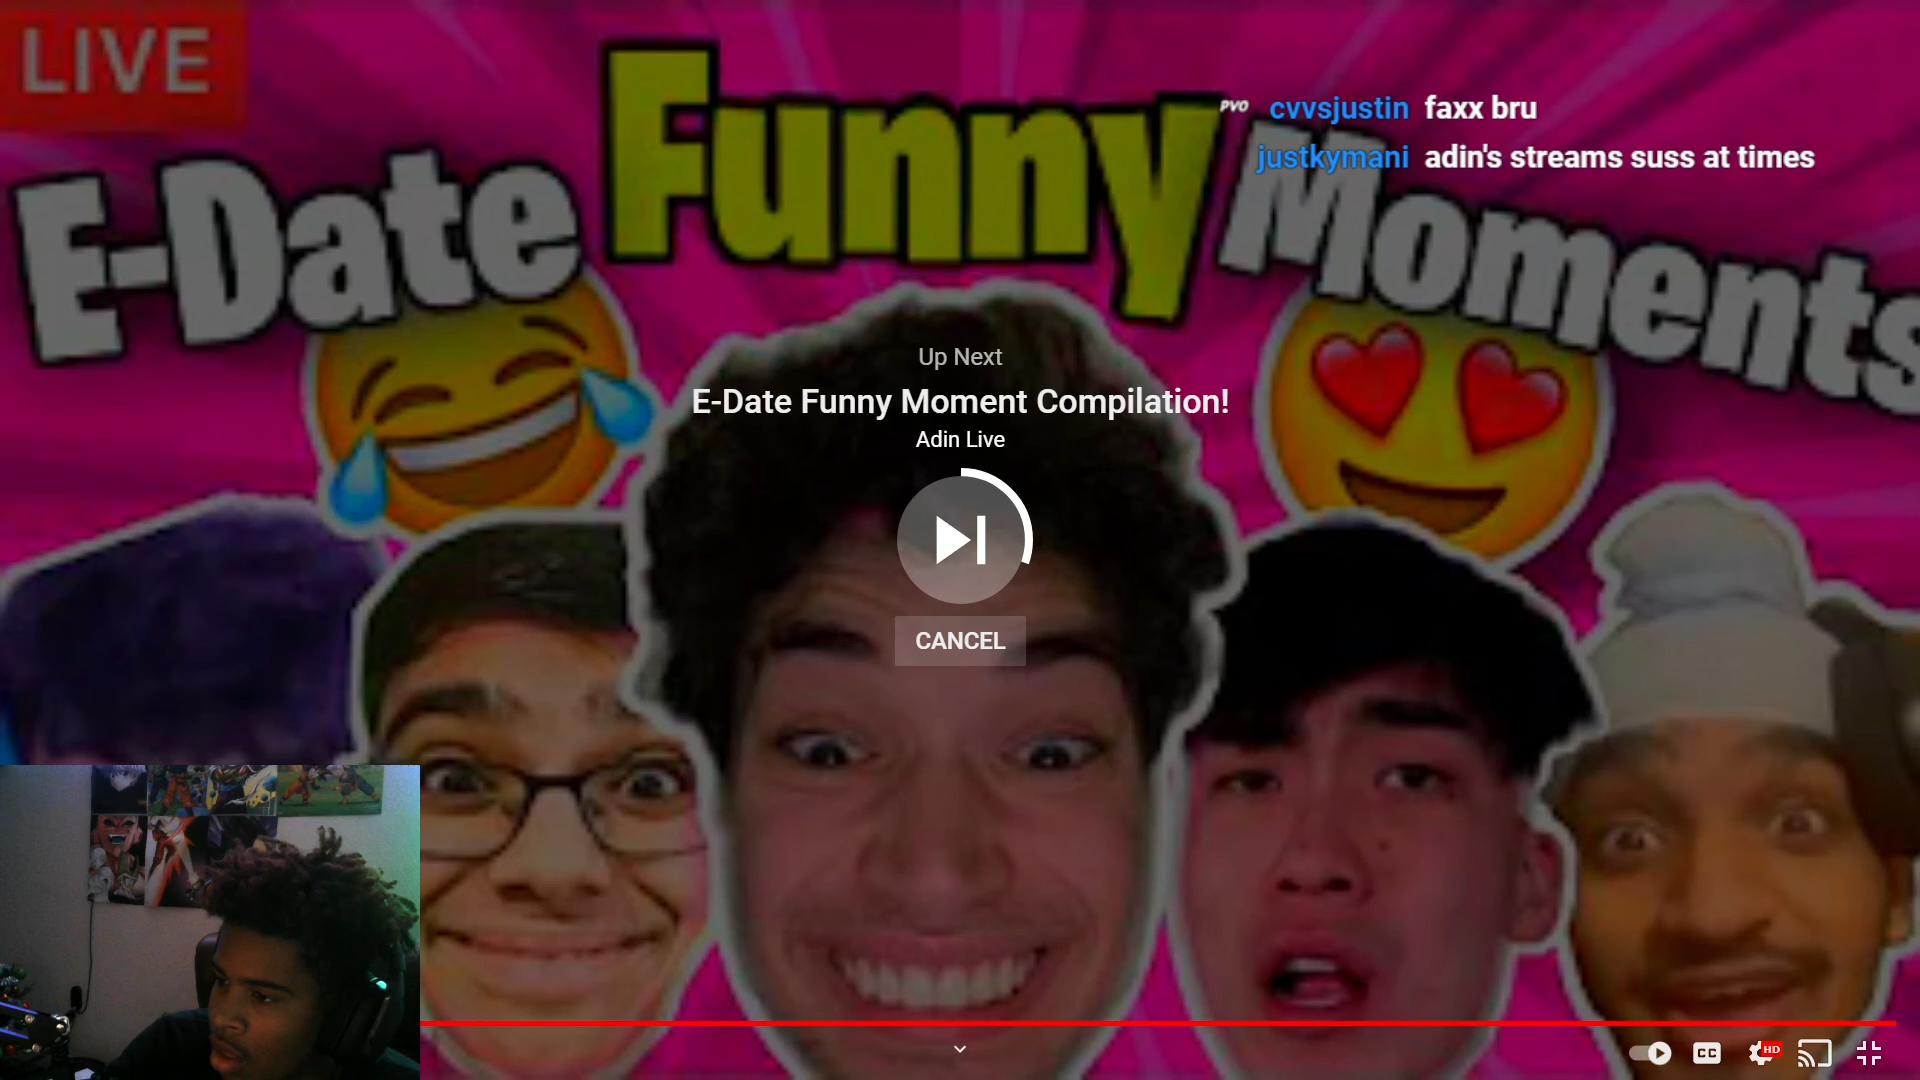 LIVE
E-Date Funny Moments
PVO cvvsjustin faxx bru
justkymani adin's streams suss at times
Up Next
E-Date Funny Moment Compilation!
Adin Live
CANCEL
CC
HD